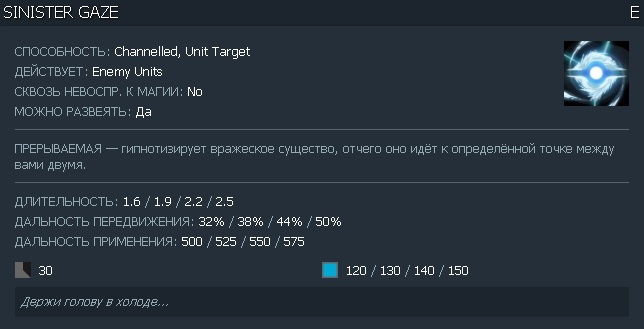 SINISTER GAZE E
СПОСОБНОСТЬ: Channelled, Unit Target
ДЕЙСТВУЕТ: Enemy Units
СКВОЗЬ НЕВОСПР. К МАГИИ: No
МОЖНО РАЗВЕЯТЬ: Да
ПРЕРЫВАЕМАЯ — гипнотизирует вражеское существо, отчего оно идёт к определённой точке между
вами двумя.
ДЛИТЕЛЬНОСТЬ: 1.6 / 1.9 / 2.2 / 2.5
ДАЛЬНОСТЬ ПЕРЕДВИЖЕНИЯ: 32% / 38% / 44% / 50%
ДАЛЬНОСТЬ ПРИМЕНЕНИЯ: 500 / 525 / 550 / 575
30 120 / 130 / 140 / 150
Держи голову в холоде...